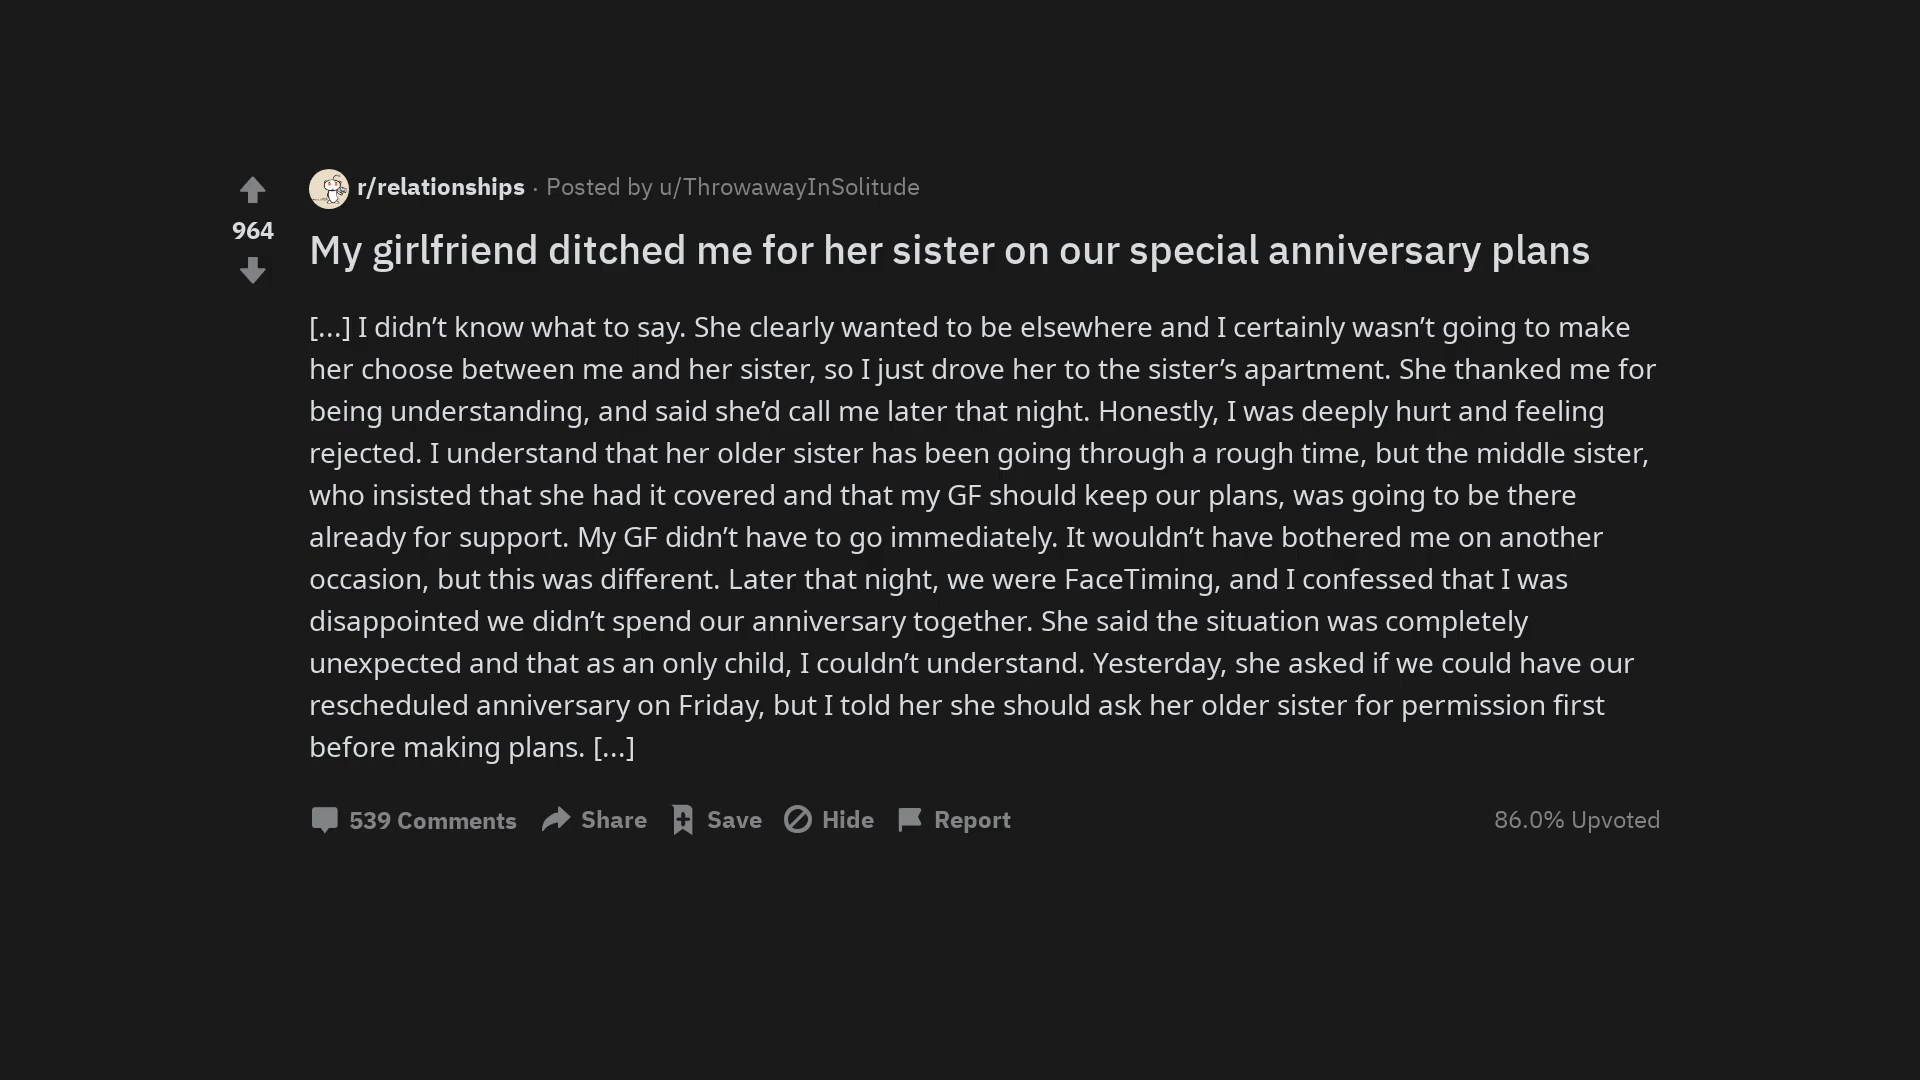 r/relationships · Posted by u/ThrowawayInSolitude
964
My girlfriend ditched me for her sister on our special anniversary plans
[...] I didn’t know what to say. She clearly wanted to be elsewhere and I certainly wasn’t going to make
her choose between me and her sister, so I just drove her to the sister’s apartment. She thanked me for
being understanding, and said she’d call me later that night. Honestly, I was deeply hurt and feeling
rejected. I understand that her older sister has been going through a rough time, but the middle sister,
who insisted that she had it covered and that my GF should keep our plans, was going to be there
already for support. My GF didn’t have to go immediately. It wouldn’t have bothered me on another
occasion, but this was different. Later that night, we were FaceTiming, and I confessed that I was
disappointed we didn’t spend our anniversary together. She said the situation was completely
unexpected and that as an only child, I couldn’t understand. Yesterday, she asked if we could have our
rescheduled anniversary on Friday, but I told her she should ask her older sister for permission first
before making plans. [...]
539 Comments Share Save Hide Report 86.0% Upvoted